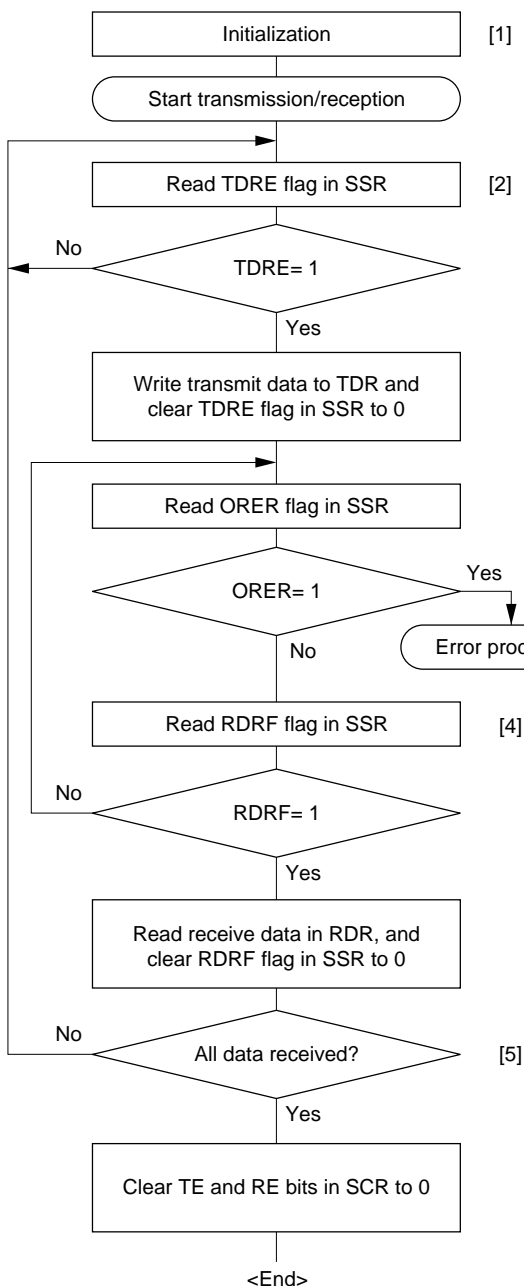 Initialization [1]
Start transmission/reception
Read TDRE flag in SSR [2]
No
TDRE= 1
Yes
Write transmit data to TDR and
clear TDRE flag in SSR to 0
Read ORER flag in SSR
Yes
ORER= 1
No
Error
Read RDRF flag in SSR [4]
No
RDRF= 1
Yes
Read receive data in RDR, and
clear RDRF flag in SSR to 0
No
All data received? [5]
Yes
Clear TE and RE bits in SCR to 0
<End>